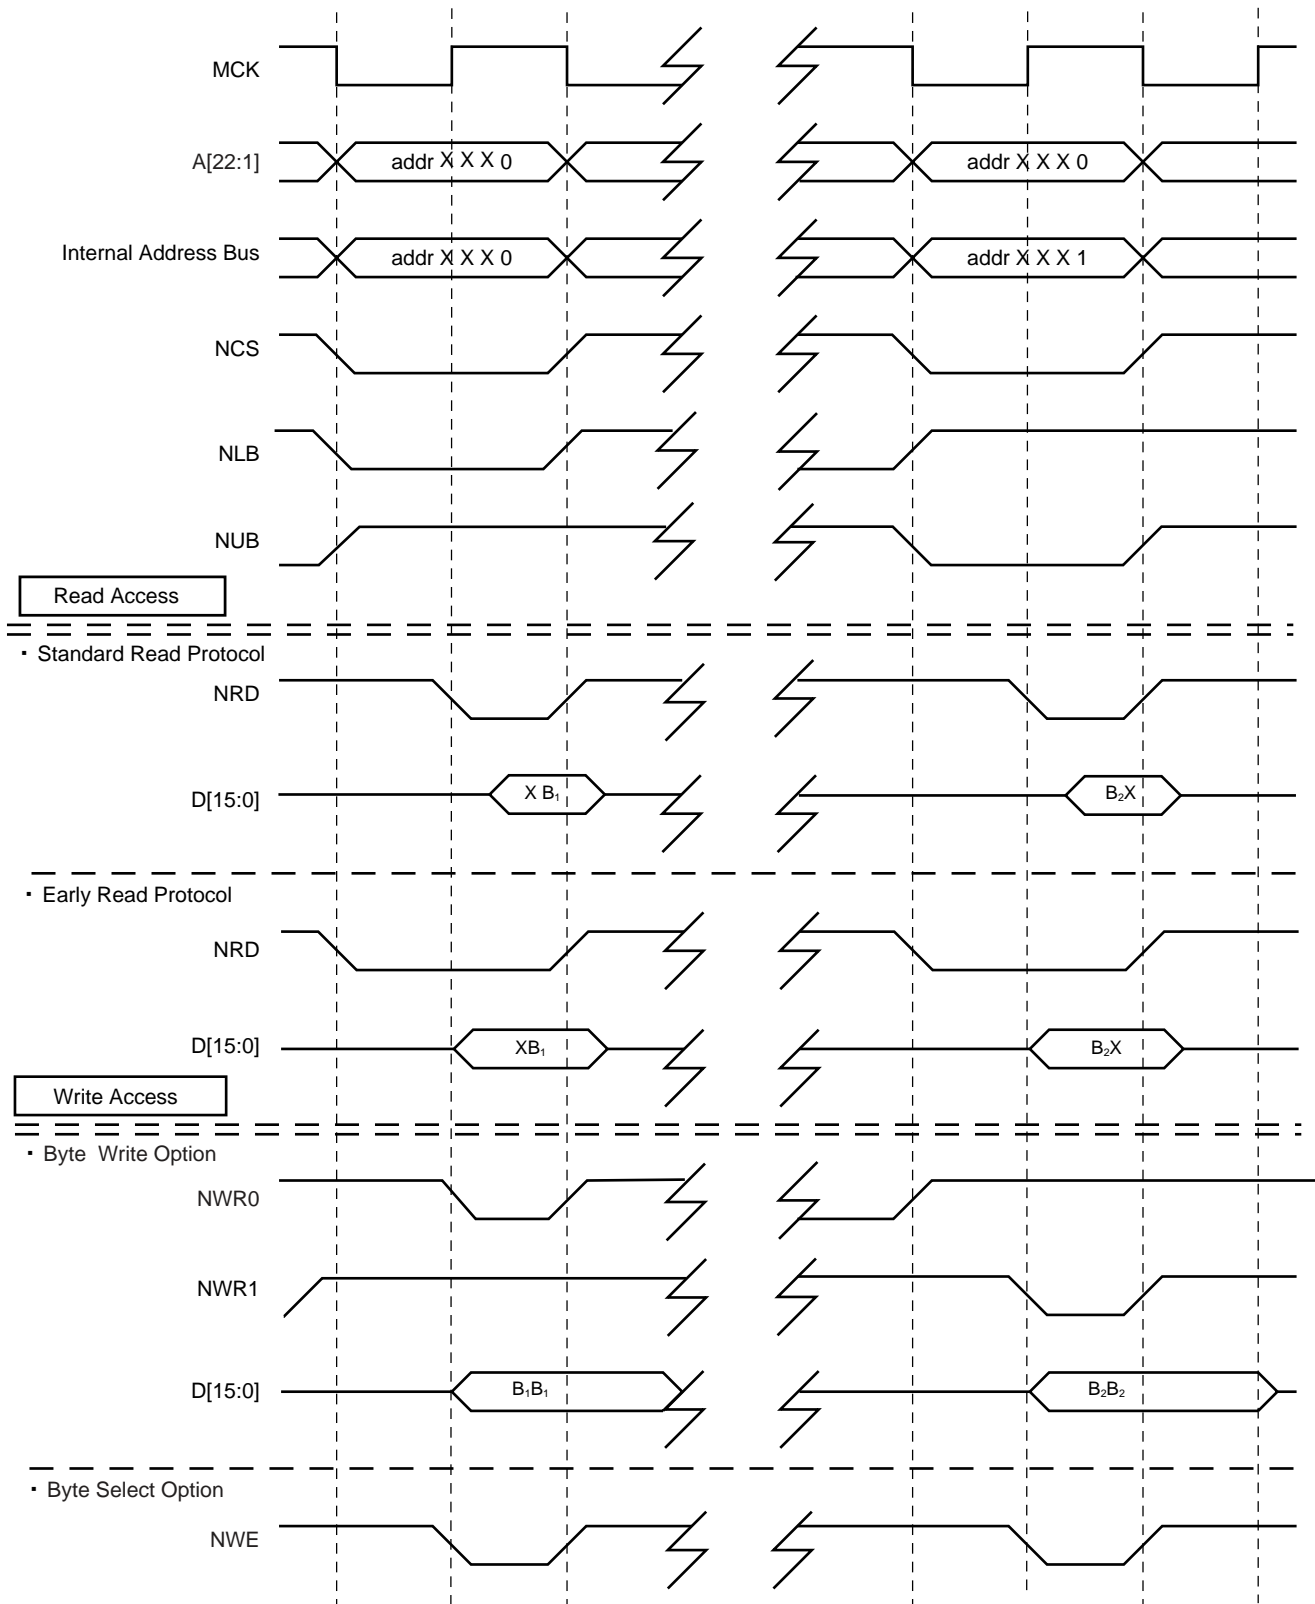 MCK
A[22:1]
addr X X X 0
addr X X X 0
Internal Address Bus
addr X X X 0
addr X X X 1
NCS
NLB
NUB
Read Access
· Standard Read Protocol
NRD
D[15:0]
X B₁
B₂X
· Early Read Protocol
NRD
D[15:0]
XB₁
B₂X
Write Access
· Byte Write Option
NWR0
NWR1
D[15:0]
B₁B₁
B₂B₂
· Byte Select Option
NWE